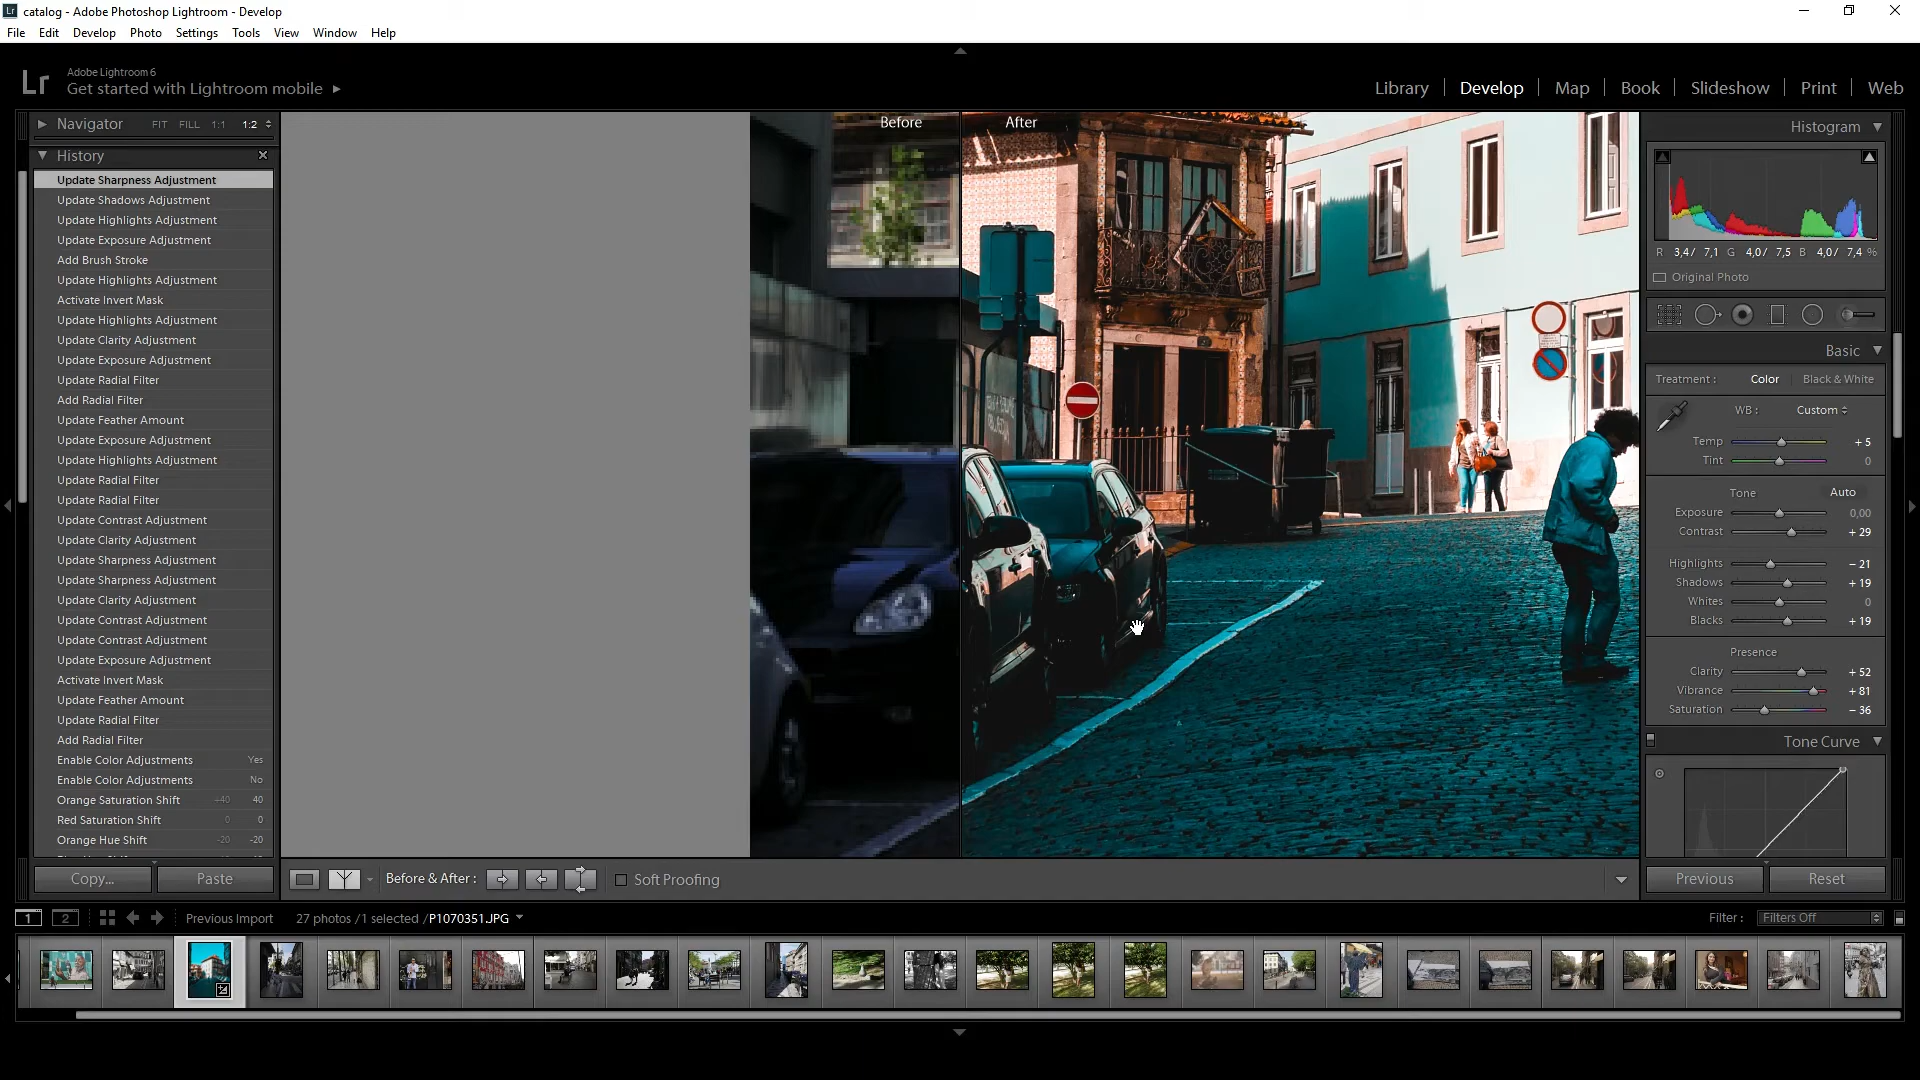 catalog - Adobe Photoshop Lightroom - Develop
File Edit Develop Photo Settings Tools View Window Help
Lr
Adobe Lightroom 6
Get started with Lightroom mobile
Library Develop Map Book Slideshow Print Web
Navigator FIT FILL 1:1 1:2
History
Update Sharpness Adjustment
Update Shadows Adjustment
Update Highlights Adjustment
Update Exposure Adjustment
Add Brush Stroke
Update Highlights Adjustment
Activate Invert Mask
Update Highlights Adjustment
Update Clarity Adjustment
Update Exposure Adjustment
Update Radial Filter
Add Radial Filter
Update Feather Amount
Update Exposure Adjustment
Update Highlights Adjustment
Update Radial Filter
Update Radial Filter
Update Contrast Adjustment
Update Clarity Adjustment
Update Sharpness Adjustment
Update Sharpness Adjustment
Update Clarity Adjustment
Update Contrast Adjustment
Update Contrast Adjustment
Update Exposure Adjustment
Activate Invert Mask
Update Feather Amount
Update Radial Filter
Add Radial Filter
Enable Color Adjustments Yes
Enable Color Adjustments No
Orange Saturation Shift +40 40
Red Saturation Shift 0 0
Orange Hue Shift -20 -20
Copy... Paste
Before After
Before & After : Soft Proofing
Histogram
R 3,4 / 7,1 G 4,0 / 7,5 B 4,0 / 7,4 %
Original Photo
Basic
Treatment : Color Black & White
WB : Custom
Temp + 5
Tint 0
Tone Auto
Exposure 0,00
Contrast + 29
Highlights – 21
Shadows + 19
Whites 0
Blacks + 19
Presence
Clarity + 52
Vibrance + 81
Saturation – 36
Tone Curve
Previous Reset
1 2 Previous Import 27 photos / 1 selected / P1070351.JPG Filter : Filters Off